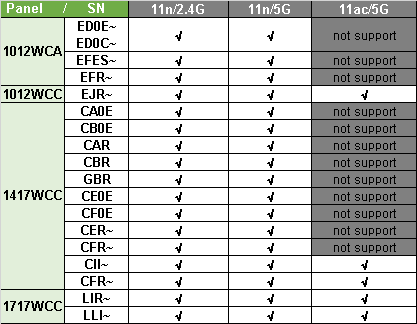 Panel / SN 11n/2.4G 11n/5G 11ac/5G
1012WCA ED0E~ ED0C~ √ √ not support
EFES~ √ √ not support
EFR~ √ √ not support
1012WCC EJR~ √ √ √
1417WCC CA0E √ √ not support
CB0E √ √ not support
CAR √ √ not support
CBR √ √ not support
GBR √ √ not support
CE0E √ √ not support
CF0E √ √ not support
CER~ √ √ not support
CFR~ √ √ not support
CII~ √ √ √
CFR~ √ √ √
1717WCC LIR~ √ √ √
LLI~ √ √ √